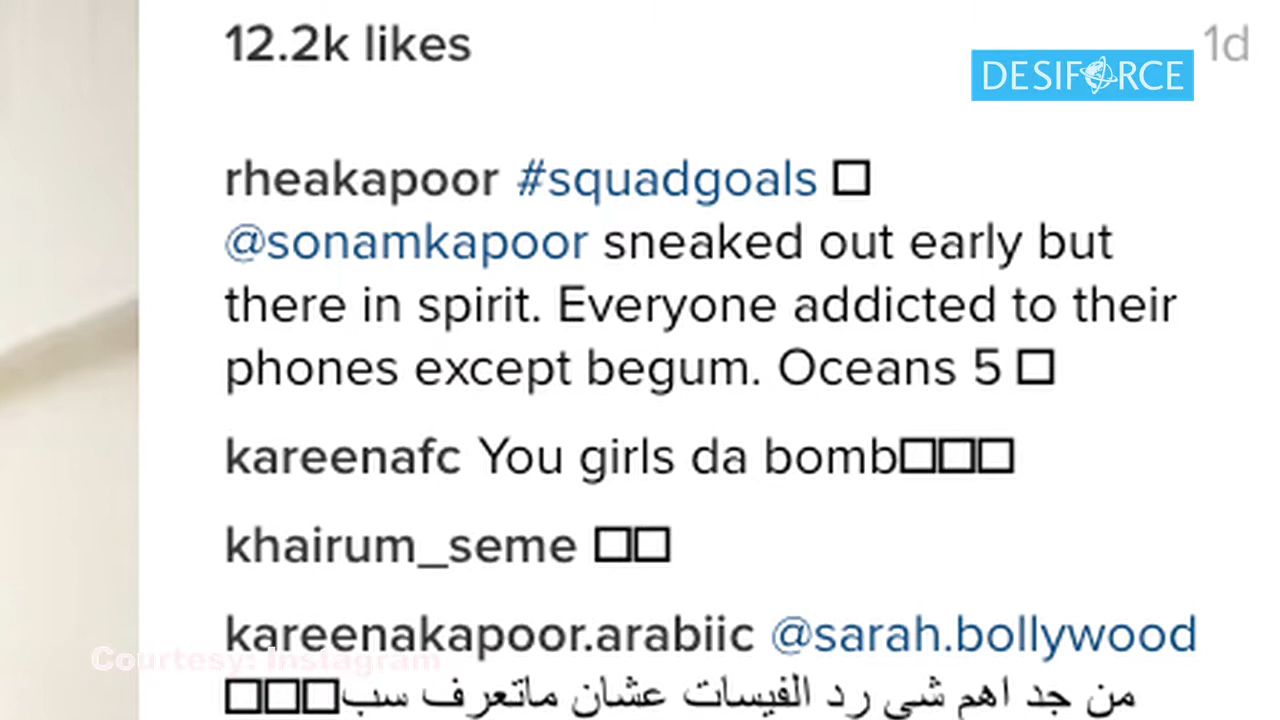 12.2k likes
1d
DESIFORCE
rheakapoor #squadgoals □
@sonamkapoor sneaked out early but
there in spirit. Everyone addicted to their
phones except begum. Oceans 5 □
kareenafc You girls da bomb□□□
khairum_seme □□
kareenakapoor.arabiic @sarah.bollywood
Courtesy: Instagram
من جد اهم شي رد الفيسات عشان ماتعرف سب□□□